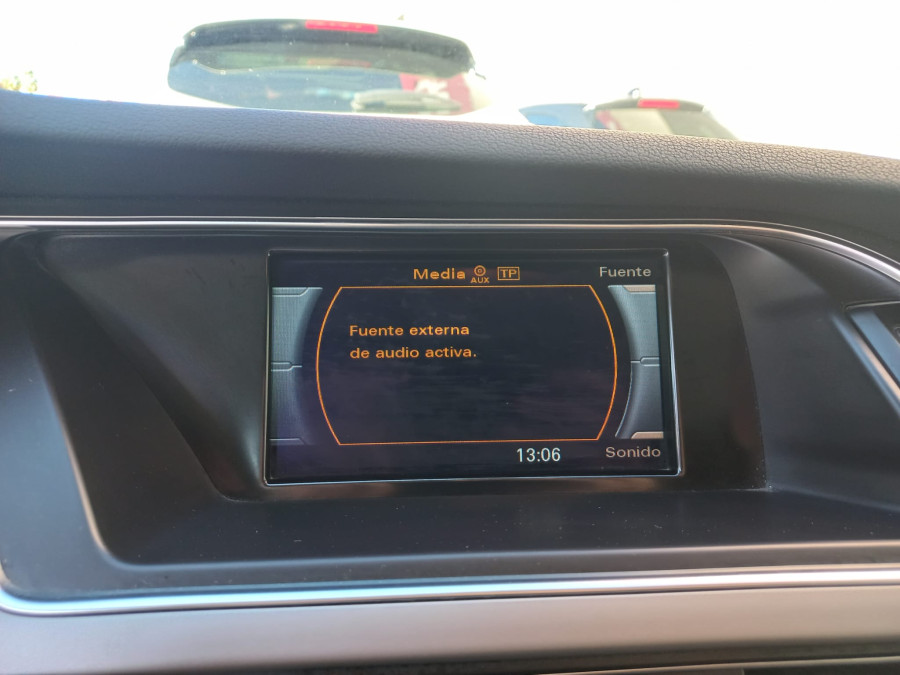 Media AUX TP
Fuente
Fuente externa
de audio activa.
13:06
Sonido